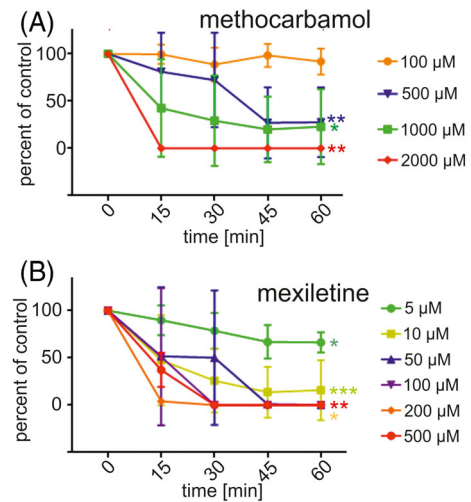 (A) methocarbamol
percent of control
100
50
0
**
*
**
0 15 30 45 60
time [min]
100 µM
500 µM
1000 µM
2000 µM
(B) mexiletine
percent of control
100
50
0
*
***
**
*
0 15 30 45 60
time [min]
5 µM
10 µM
50 µM
100 µM
200 µM
500 µM